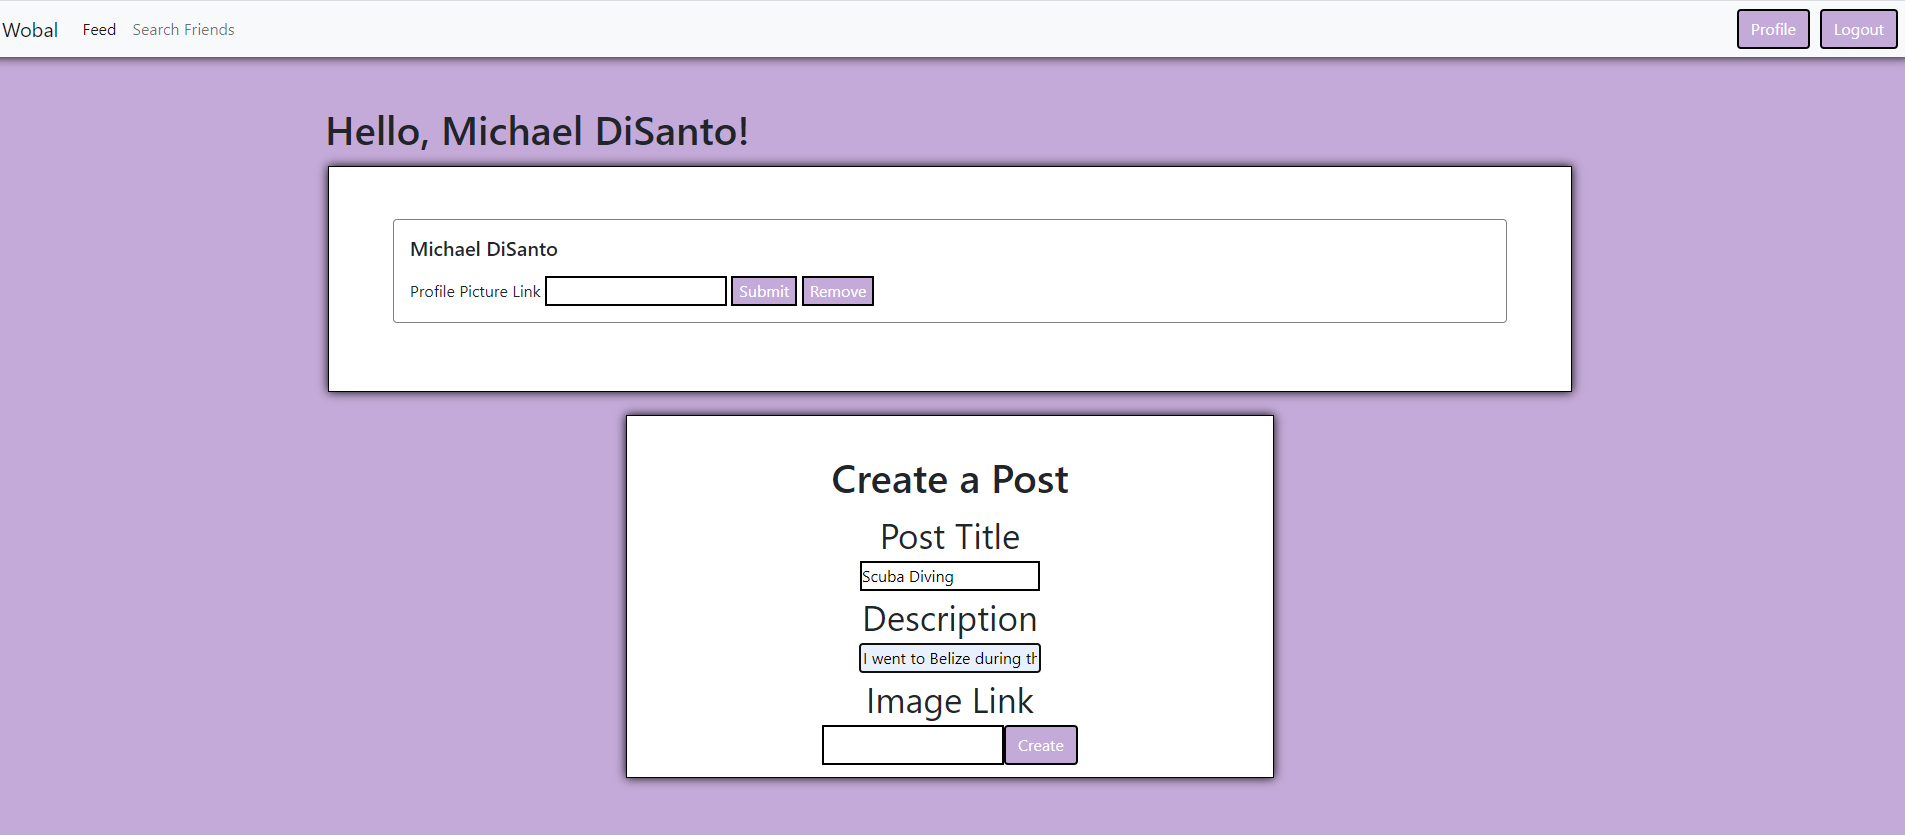 Wobal Feed Search Friends Profile Logout
Hello, Michael DiSanto!
Michael DiSanto
Profile Picture Link Submit Remove
Create a Post
Post Title
Scuba Diving
Description
I went to Belize during
Image Link
Create